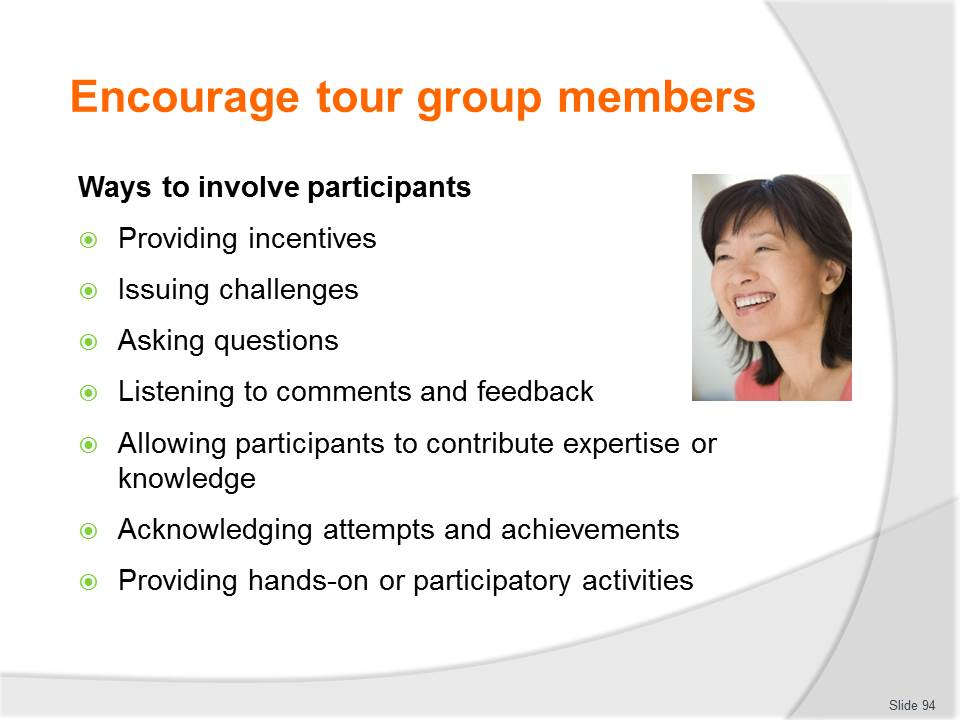 Encourage tour group members
Ways to involve participants
Providing incentives
Issuing challenges
Asking questions
Listening to comments and feedback
Allowing participants to contribute expertise or
knowledge
Acknowledging attempts and achievements
Providing hands-on or participatory activities
Slide 94